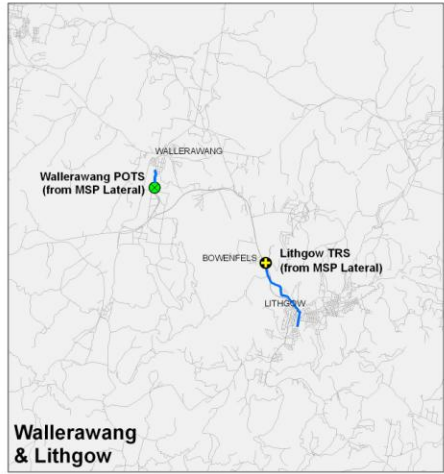 WALLERAWANG
Wallerawang POTS
(from MSP Lateral)
BOWENFELS
Lithgow TRS
(from MSP Lateral)
LITHGOW
Wallerawang
& Lithgow